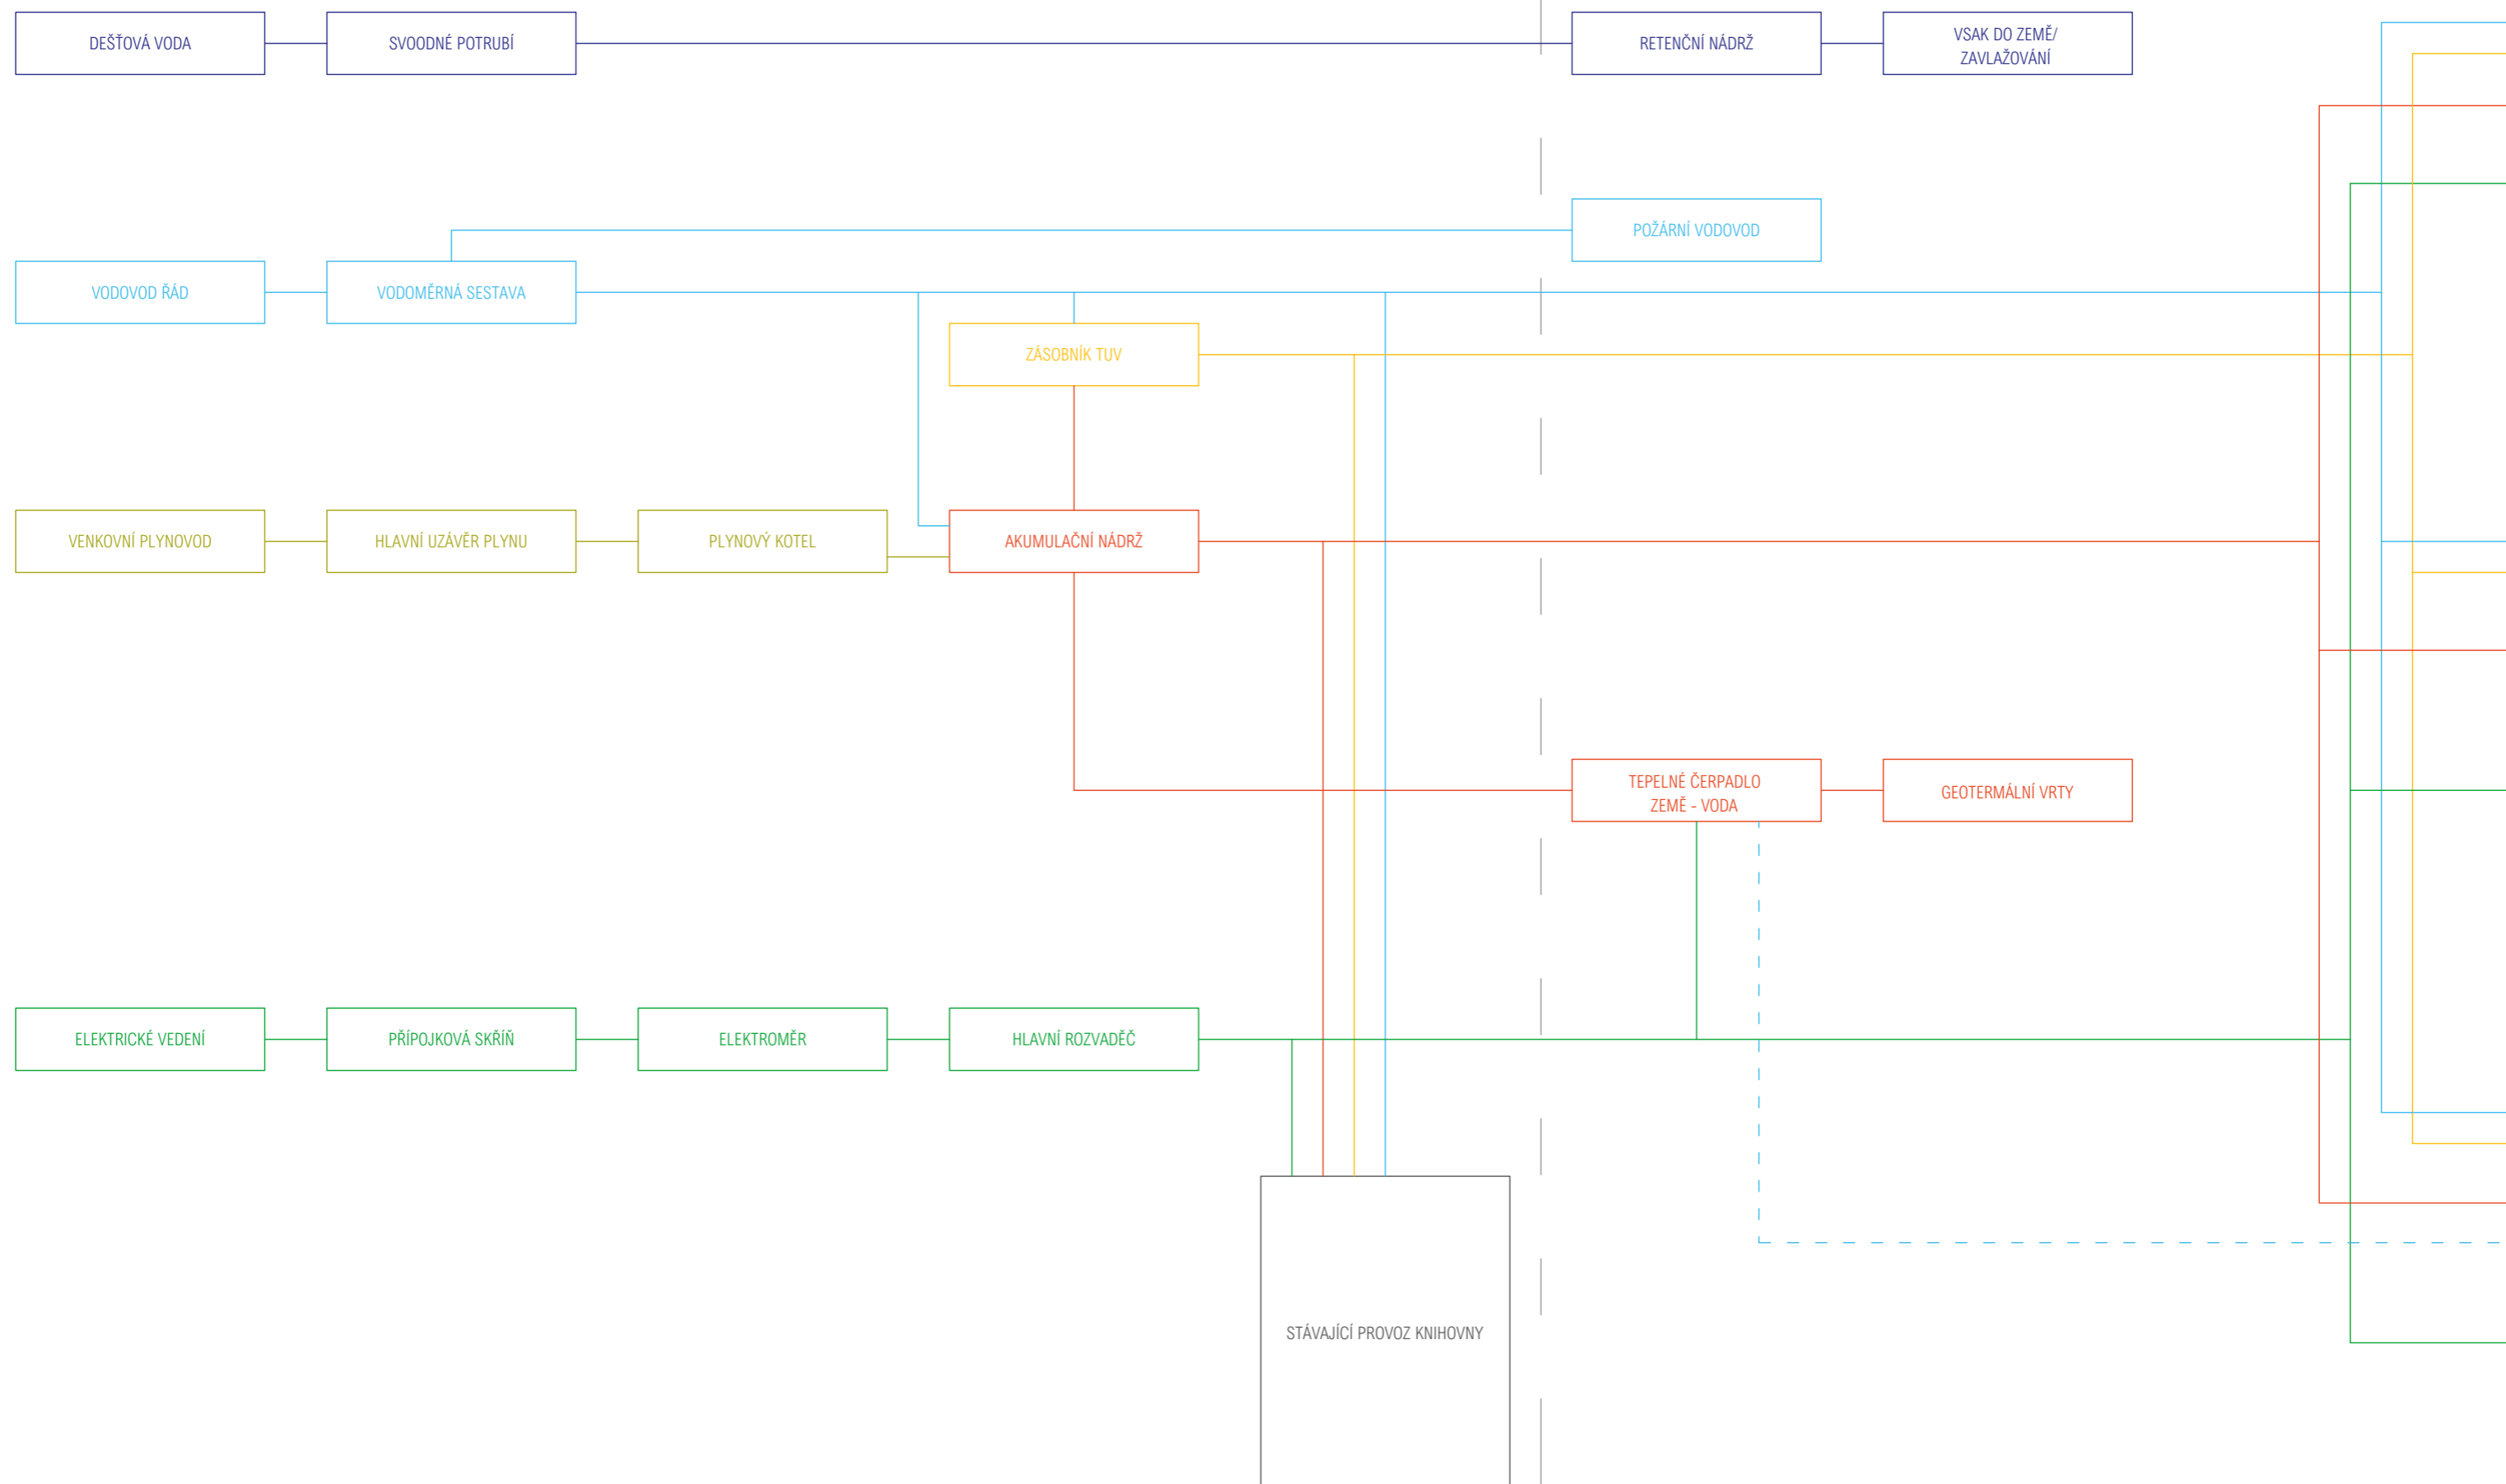 DEŠŤOVÁ VODA
SVOODNÉ POTRUBÍ
RETENČNÍ NÁDRŽ
VSAK DO ZEMĚ/
ZAVLAŽOVÁNÍ
POŽÁRNÍ VODOVOD
VODOVOD ŘÁD
VODOMĚRNÁ SESTAVA
ZÁSOBNÍK TUV
VENKOVNÍ PLYNOVOD
HLAVNÍ UZÁVĚR PLYNU
PLYNOVÝ KOTEL
AKUMULAČNÍ NÁDRŽ
TEPELNÉ ČERPADLO
ZEMĚ - VODA
GEOTERMÁLNÍ VRTY
ELEKTRICKÉ VEDENÍ
PŘÍPOJKOVÁ SKŘÍŇ
ELEKTROMĚR
HLAVNÍ ROZVADĚČ
STÁVAJÍCÍ PROVOZ KNIHOVNY